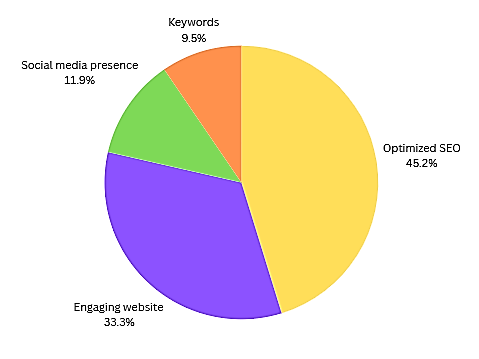 Keywords
9.5%
Social media presence
11.9%
Optimized SEO
45.2%
Engaging website
33.3%